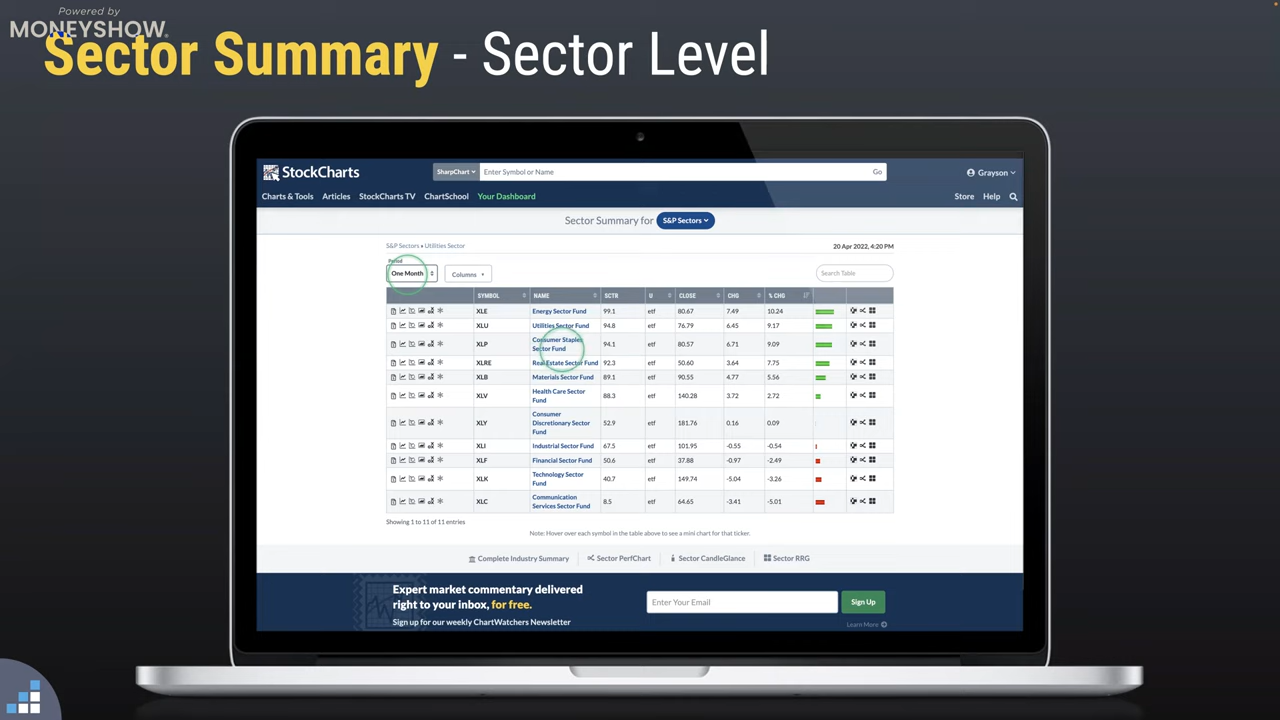 Powered by
MONEYSHOW®
Sector Summary - Sector Level
StockCharts
SharpChart
Enter Symbol or Name
Go
Grayson
Charts & Tools Articles StockCharts TV ChartSchool Your Dashboard
Store Help
Sector Summary for S&P Sectors
S&P Sectors › Utilities Sector
20 Apr 2022, 4:20 PM
Period
One Month
Columns
Search Table
SYMBOL NAME SCTR U CLOSE CHG % CHG
XLE Energy Sector Fund 99.1 etf 80.67 7.49 10.24
XLU Utilities Sector Fund 94.8 etf 76.79 6.45 9.17
XLP Consumer Staples Sector Fund 94.1 etf 80.57 6.71 9.09
XLRE Real Estate Sector Fund 92.3 etf 50.60 3.64 7.75
XLB Materials Sector Fund 89.1 etf 90.55 4.77 5.56
XLV Health Care Sector Fund 88.3 etf 140.28 3.72 2.72
XLY Consumer Discretionary Sector Fund 52.9 etf 181.76 0.16 0.09
XLI Industrial Sector Fund 67.5 etf 101.95 -0.55 -0.54
XLF Financial Sector Fund 50.6 etf 37.88 -0.97 -2.49
XLK Technology Sector Fund 40.7 etf 149.74 -5.04 -3.26
XLC Communication Services Sector Fund 8.5 etf 64.65 -3.41 -5.01
Showing 1 to 11 of 11 entries
Note: Hover over each symbol in the table above to see a mini chart for that ticker.
Complete Industry Summary Sector PerfChart Sector CandleGlance Sector RRG
Expert market commentary delivered
right to your inbox, for free.
Sign up for our weekly ChartWatchers Newsletter
Enter Your Email
Sign Up
Learn More